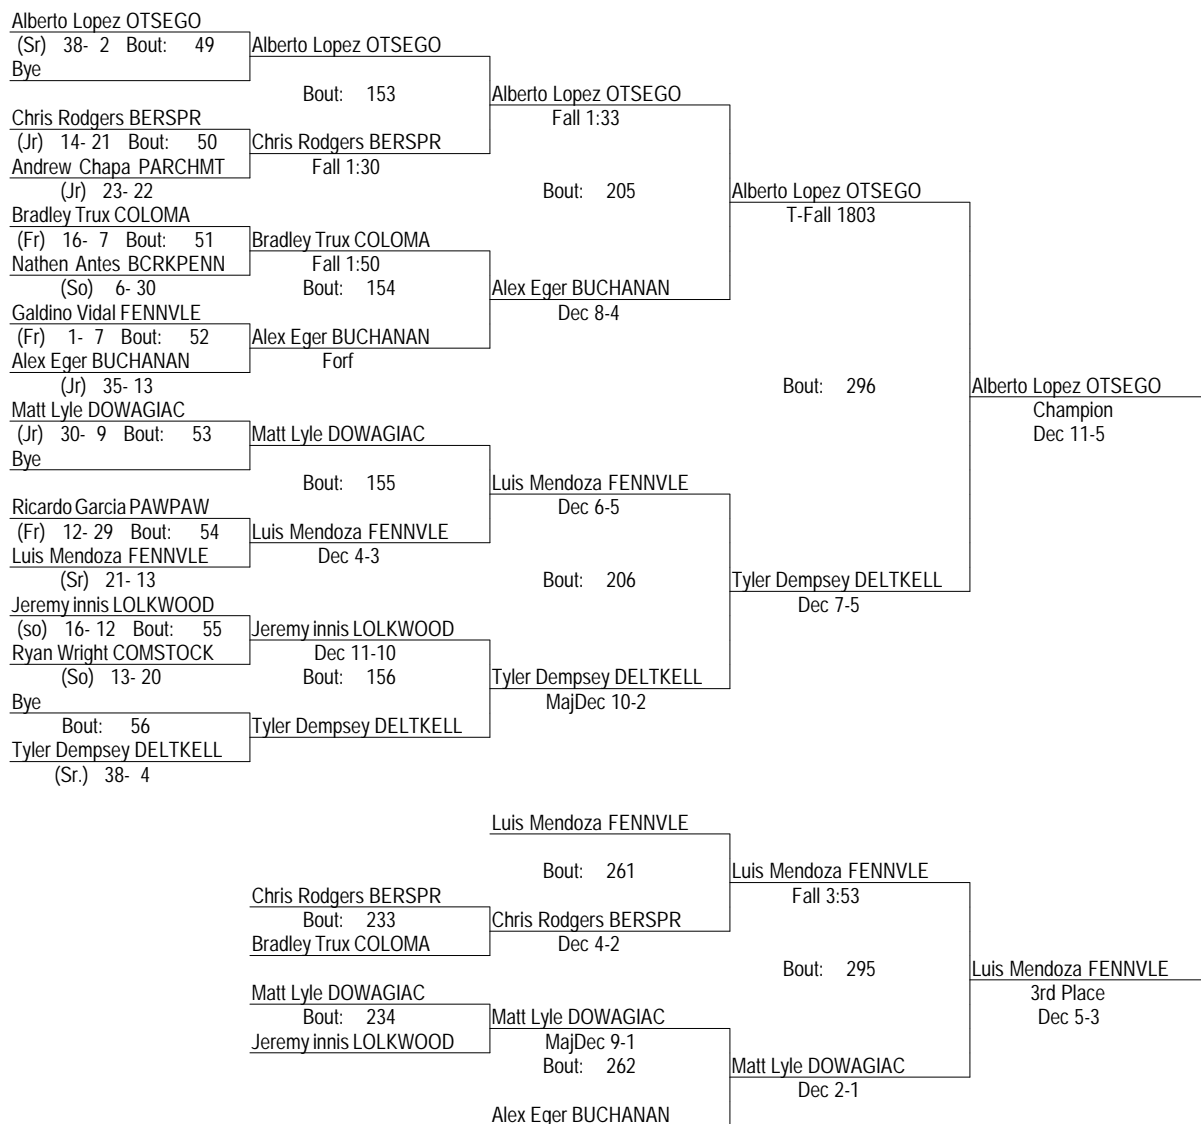 Alberto Lopez OTSEGO
(Sr) 38- 2 Bout: 49 Alberto Lopez OTSEGO
Bye
Bout: 153 Alberto Lopez OTSEGO
Chris Rodgers BERSPR Fall 1:33
(Jr) 14- 21 Bout: 50 Chris Rodgers BERSPR
Andrew Chapa PARCHMT Fall 1:30
(Jr) 23- 22 Bout: 205 Alberto Lopez OTSEGO
Bradley Trux COLOMA T-Fall 1803
(Fr) 16- 7 Bout: 51 Bradley Trux COLOMA
Nathen Antes BCRKPENN Fall 1:50
(So) 6- 30 Bout: 154 Alex Eger BUCHANAN
Galdino Vidal FENNVLE Dec 8-4
(Fr) 1- 7 Bout: 52 Alex Eger BUCHANAN
Alex Eger BUCHANAN Forf
(Jr) 35- 13 Bout: 296 Alberto Lopez OTSEGO
Matt Lyle DOWAGIAC Champion
(Jr) 30- 9 Bout: 53 Matt Lyle DOWAGIAC Dec 11-5
Bye
Bout: 155 Luis Mendoza FENNVLE
Ricardo Garcia PAWPAW Dec 6-5
(Fr) 12- 29 Bout: 54 Luis Mendoza FENNVLE
Luis Mendoza FENNVLE Dec 4-3
(Sr) 21- 13 Bout: 206 Tyler Dempsey DELTKELL
Jeremy innis LOLKWOOD Dec 7-5
(so) 16- 12 Bout: 55 Jeremy innis LOLKWOOD
Ryan Wright COMSTOCK Dec 11-10
(So) 13- 20 Bout: 156 Tyler Dempsey DELTKELL
Bye MajDec 10-2
Bout: 56 Tyler Dempsey DELTKELL
Tyler Dempsey DELTKELL
(Sr.) 38- 4
Luis Mendoza FENNVLE
Bout: 261 Luis Mendoza FENNVLE
Chris Rodgers BERSPR Fall 3:53
Bout: 233 Chris Rodgers BERSPR
Bradley Trux COLOMA Dec 4-2
Bout: 295 Luis Mendoza FENNVLE
Matt Lyle DOWAGIAC 3rd Place
Bout: 234 Matt Lyle DOWAGIAC Dec 5-3
Jeremy innis LOLKWOOD MajDec 9-1
Bout: 262 Matt Lyle DOWAGIAC
Dec 2-1
Alex Eger BUCHANAN